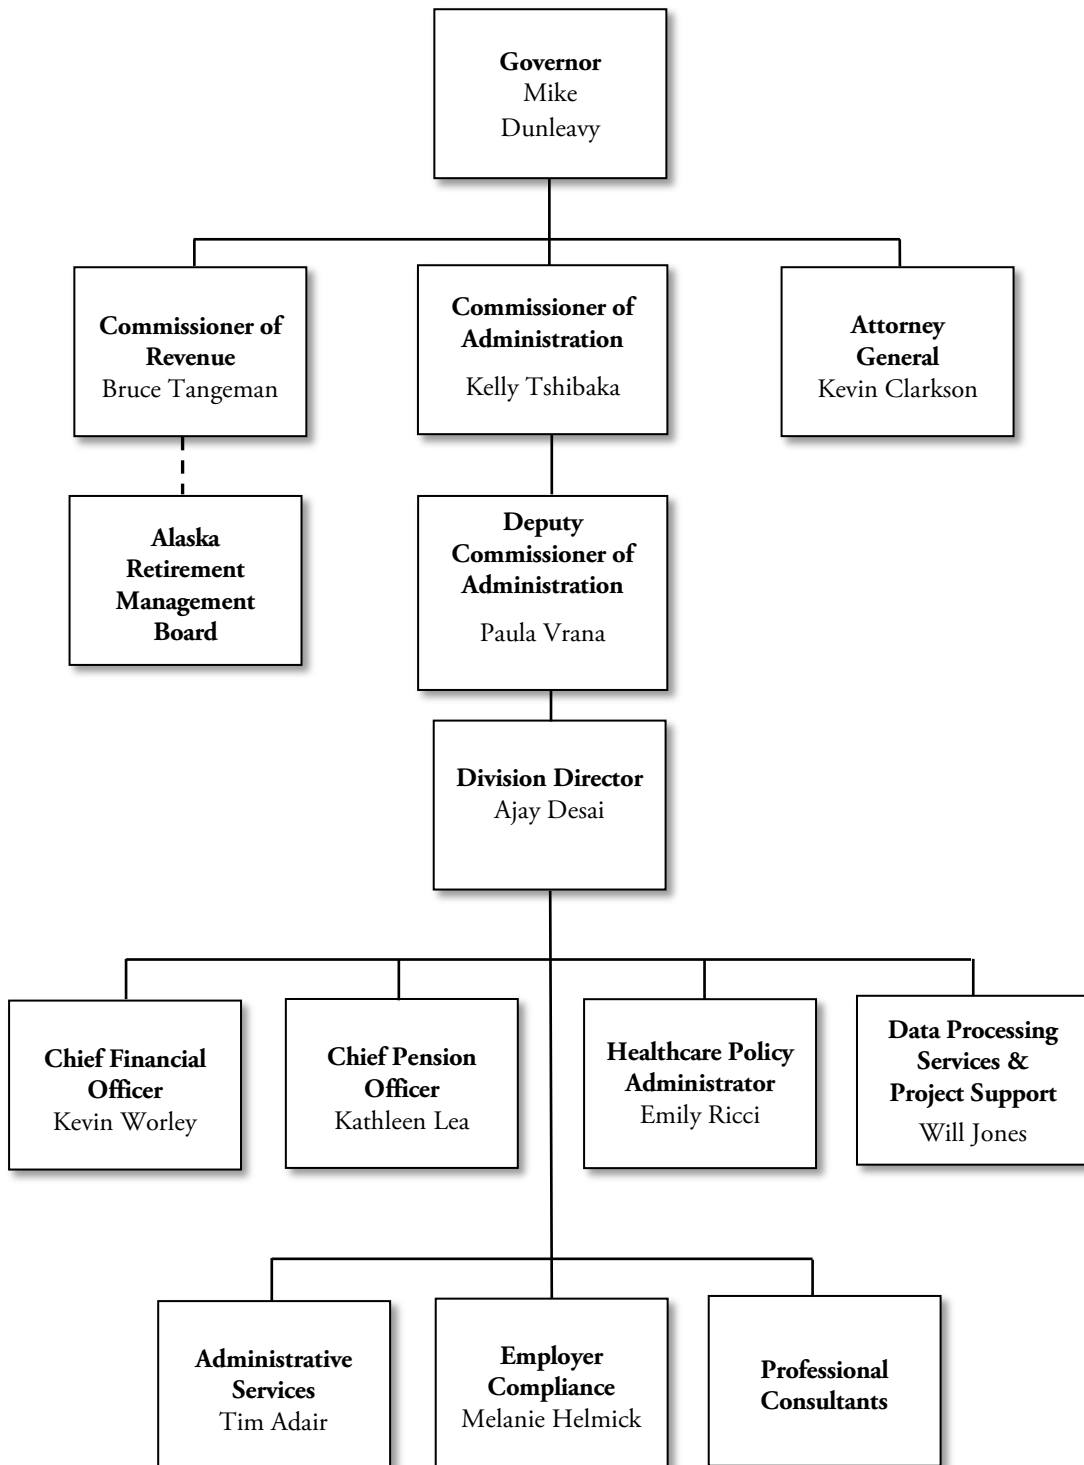 Governor
Mike
Dunleavy
Commissioner of
Revenue
Bruce Tangeman
Commissioner of
Administration
Kelly Tshibaka
Attorney
General
Kevin Clarkson
Alaska
Retirement
Management
Board
Deputy
Commissioner of
Administration
Paula Vrana
Division Director
Ajay Desai
Chief Financial
Officer
Kevin Worley
Chief Pension
Officer
Kathleen Lea
Healthcare Policy
Administrator
Emily Ricci
Data Processing
Services &
Project Support
Will Jones
Administrative
Services
Tim Adair
Employer
Compliance
Melanie Helmick
Professional
Consultants